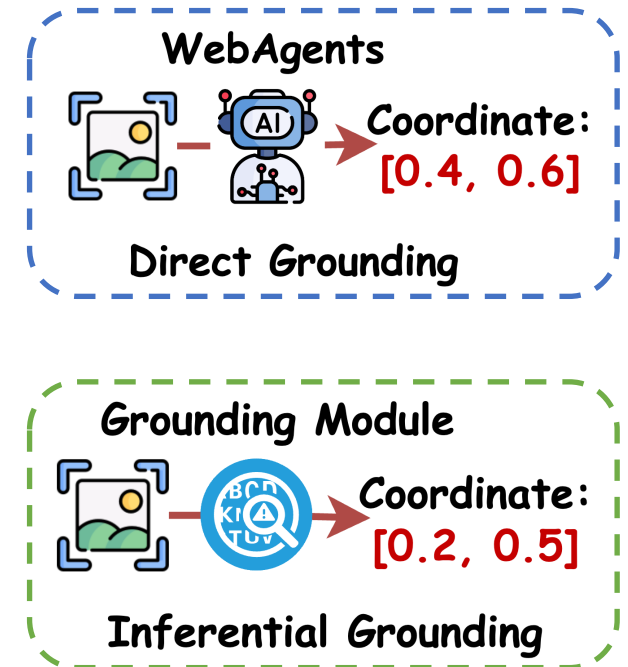 WebAgents
AI
Coordinate:
[0.4, 0.6]
Direct Grounding
Grounding Module
Coordinate:
[0.2, 0.5]
Inferential Grounding